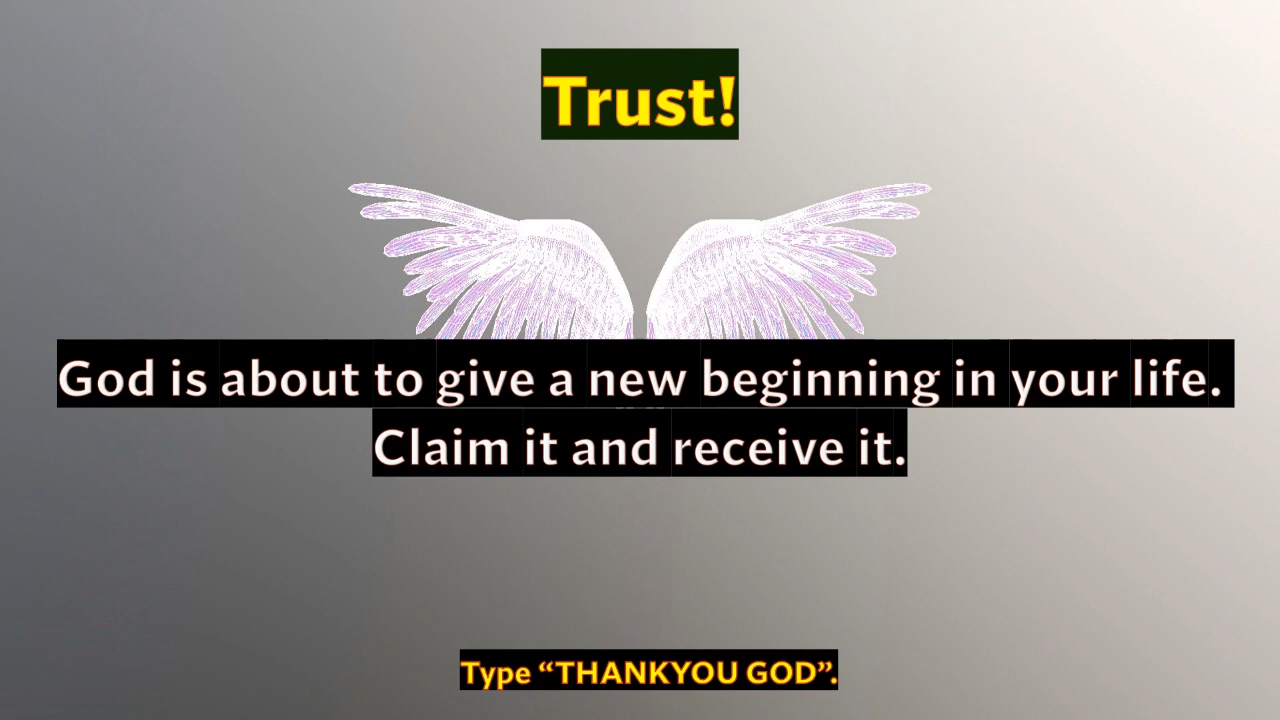 Trust!
God is about to give a new beginning in your life.
Claim it and receive it.
Type “THANKYOU GOD”.